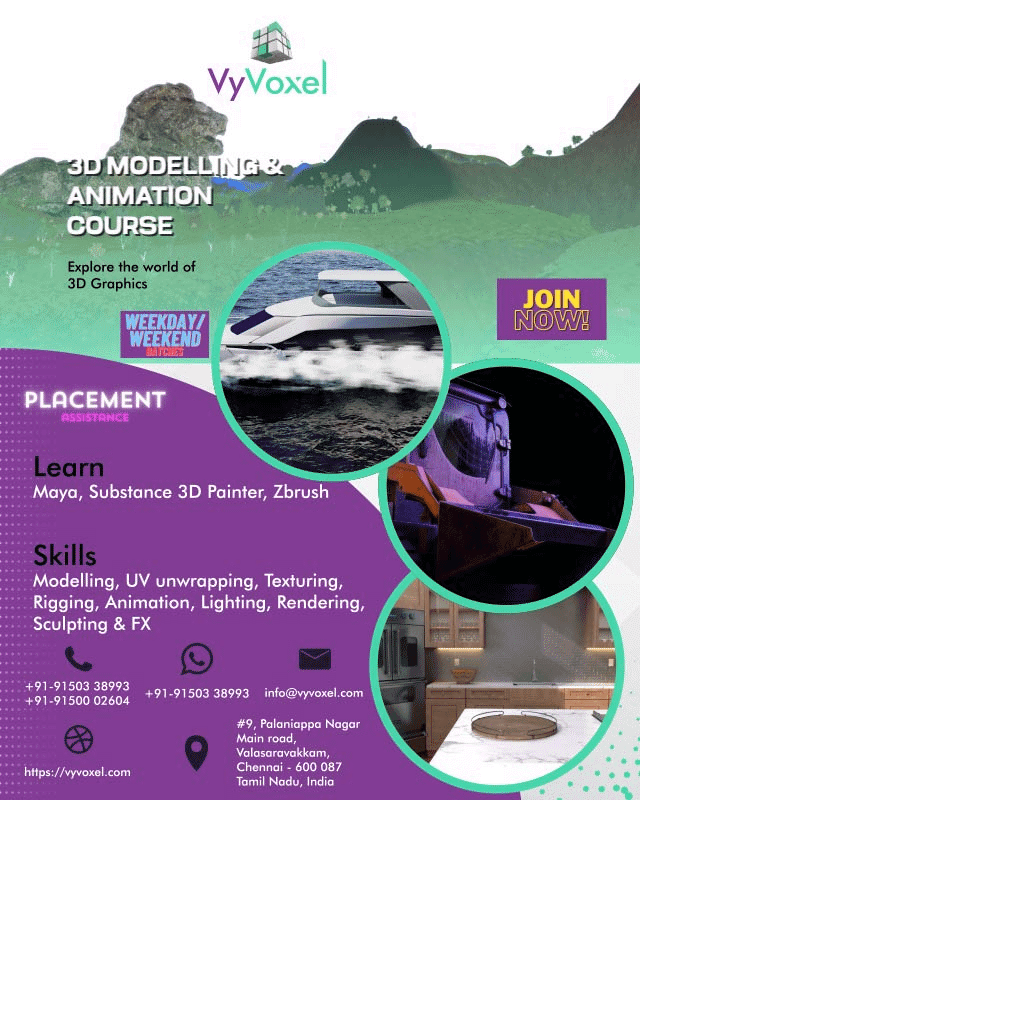 VyVoxel
3D MODELLING &
ANIMATION
COURSE
Explore the world of
3D Graphics
JOIN
NOW!
WEEKDAY/
WEEKEND
BATCHES
PLACEMENT
ASSISTANCE
Learn
Maya, Substance 3D Painter, Zbrush
Skills
Modelling, UV unwrapping, Texturing,
Rigging, Animation, Lighting, Rendering,
Sculpting & FX
+91-91503 38993
+91-91500 02604
+91-91503 38993
info@vyvoxel.com
https://vyvoxel.com
#9, Palaniappa Nagar
Main road,
Valasaravakkam,
Chennai - 600 087
Tamil Nadu, India